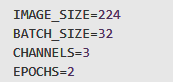 IMAGE_SIZE=224
BATCH_SIZE=32
CHANNELS=3
EPOCHS=2